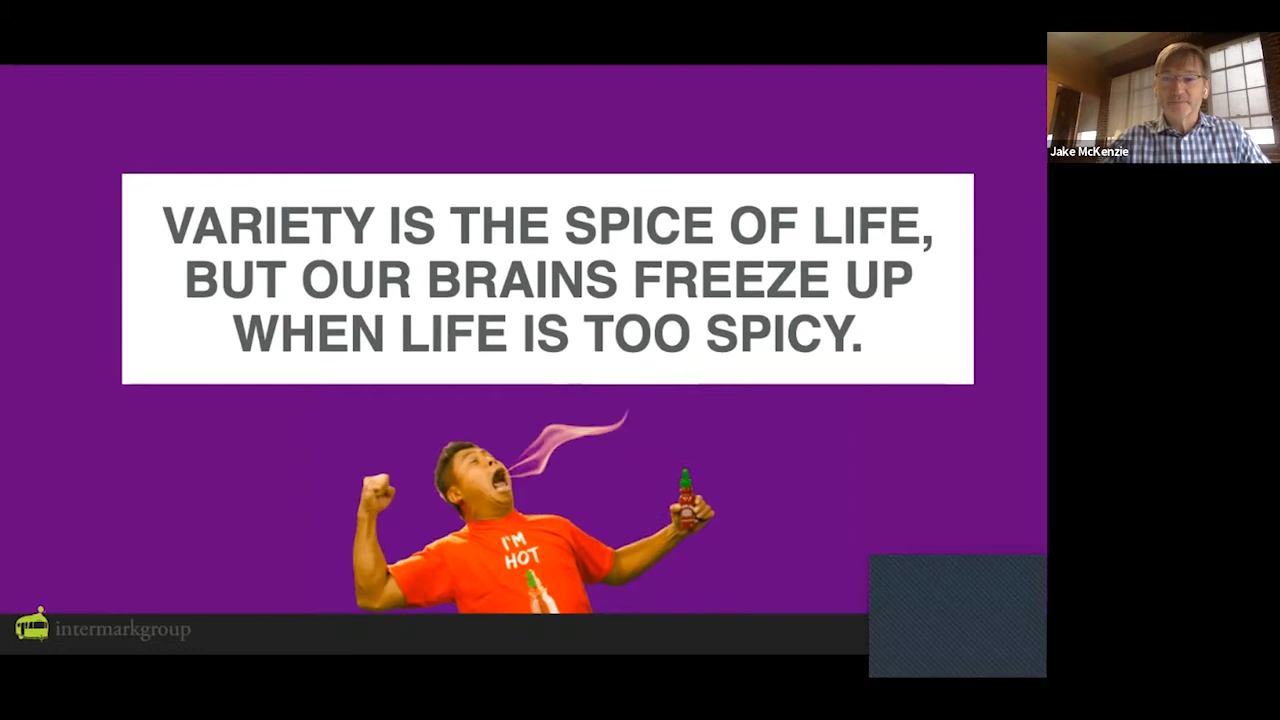 Jake McKenzie
VARIETY IS THE SPICE OF LIFE,
BUT OUR BRAINS FREEZE UP
WHEN LIFE IS TOO SPICY.
I'M
HOT
intermarkgroup